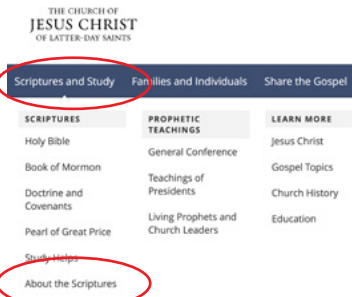 THE CHURCH OF
JESUS CHRIST
OF LATTER-DAY SAINTS
Scriptures and Study
Families and Individuals
Share the Gospel
SCRIPTURES
Holy Bible
Book of Mormon
Doctrine and
Covenants
Pearl of Great Price
Study Helps
About the Scriptures
PROPHETIC
TEACHINGS
General Conference
Teachings of
Presidents
Living Prophets and
Church Leaders
LEARN MORE
Jesus Christ
Gospel Topics
Church History
Education